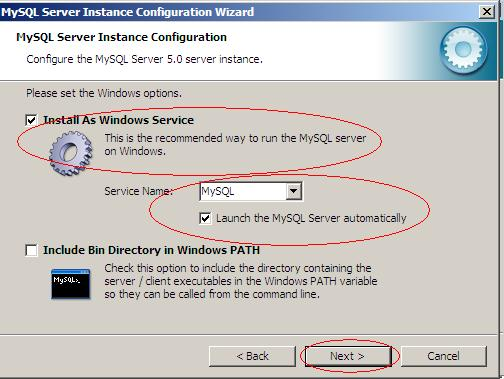 MySQL Server Instance Configuration Wizard
MySQL Server Instance Configuration
Configure the MySQL Server 5.0 server instance.
Please set the Windows options.
Install As Windows Service
This is the recommended way to run the MySQL server
on Windows.
Service Name: MySQL
Launch the MySQL Server automatically
Include Bin Directory in Windows PATH
Check this option to include the directory containing the
server / client executables in the Windows PATH variable
so they can be called from the command line.
MySQL>_
< Back Next > Cancel